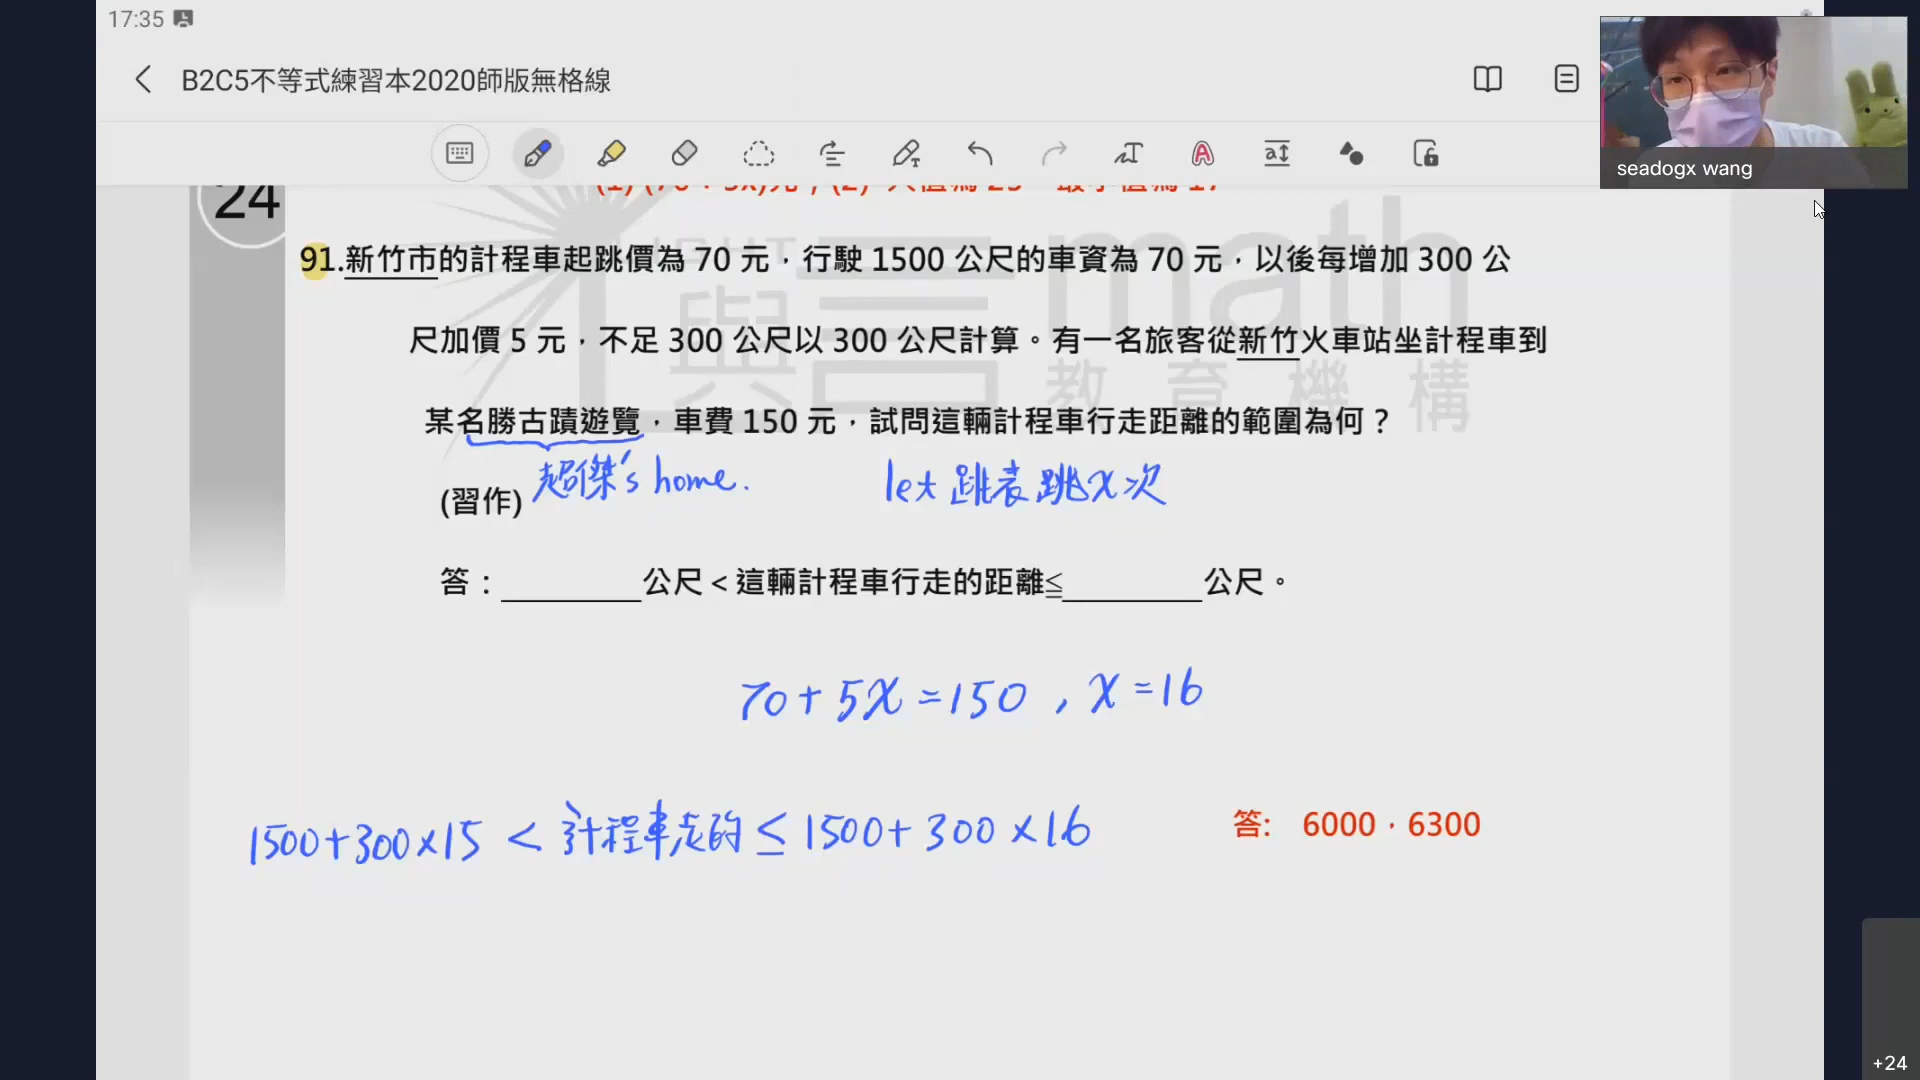 17:35
B2C5不等式練習本2020師版無格線
seadogx wang
24
91.新竹市的計程車起跳價為 70 元，行駛 1500 公尺的車資為 70 元，以後每增加 300 公
尺加價 5 元，不足 300 公尺以 300 公尺計算。有一名旅客從新竹火車站坐計程車到
某名勝古蹟遊覽，車費 150 元，試問這輛計程車行走距離的範圍為何？
超傑's home.
let 跳表跳x次
(習作)
答：公尺＜這輛計程車行走的距離≦公尺。
70+5x=150 , x=16
1500+300×15 < 計程車走的 ≤ 1500+300×16
答: 6000，6300
math
與言
教育機構
+24